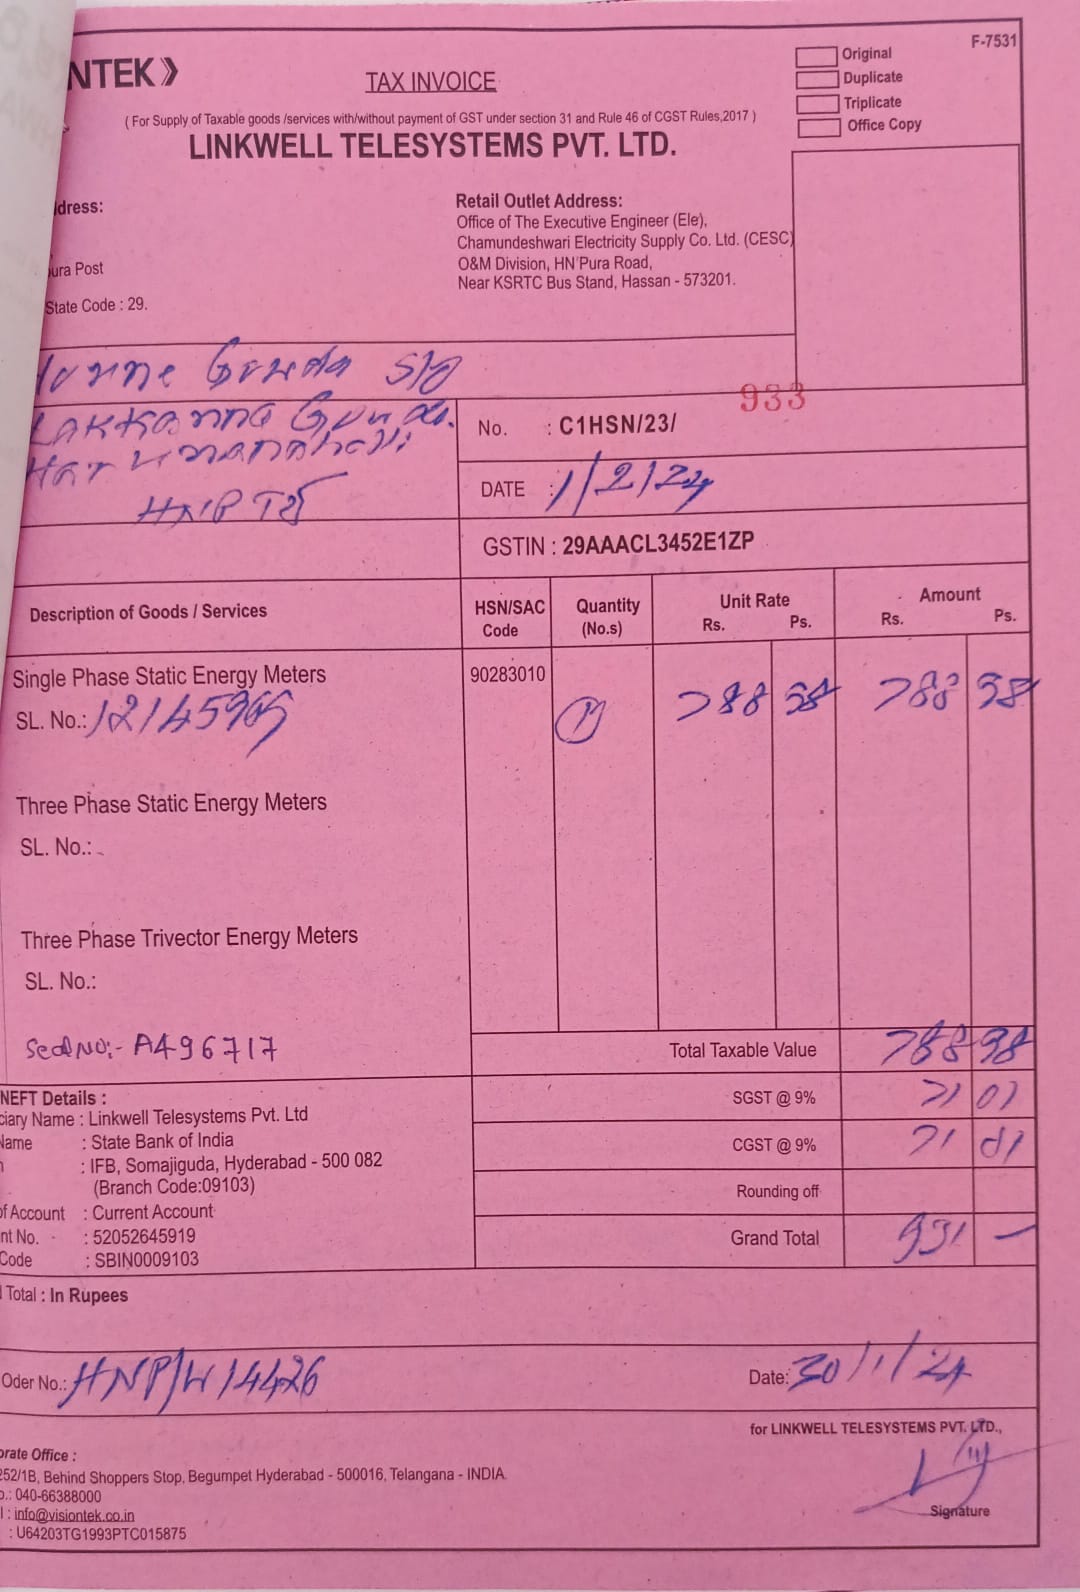 NTEK
TAX INVOICE
Original
Duplicate
Triplicate
Office Copy
F-7531
( For Supply of Taxable goods /services with/without payment of GST under section 31 and Rule 46 of CGST Rules,2017 )
LINKWELL TELESYSTEMS PVT. LTD.
dress:
ura Post
State Code : 29.
Retail Outlet Address:
Office of The Executive Engineer (Ele),
Chamundeshwari Electricity Supply Co. Ltd. (CESC)
O&M Division, HN'Pura Road,
Near KSRTC Bus Stand, Hassan - 573201.
Gowda S/o
HNP
No. : C1HSN/23/ 933
DATE : 1/2/24
GSTIN : 29AAACL3452E1ZP
Description of Goods / Services HSN/SAC Code Quantity (No.s) Unit Rate Rs. Ps. Amount Rs. Ps.
Single Phase Static Energy Meters 90283010
SL. No.: 788 98 788 98
Three Phase Static Energy Meters
SL. No.:
Three Phase Trivector Energy Meters
SL. No.:
Seal No:- A496717
Total Taxable Value 788 98
SGST @ 9% 71 01
CGST @ 9% 71 01
Rounding off
Grand Total 931 —
NEFT Details :
ciary Name : Linkwell Telesystems Pvt. Ltd
Name : State Bank of India
: IFB, Somajiguda, Hyderabad - 500 082
(Branch Code:09103)
of Account : Current Account
nt No. : 52052645919
Code : SBIN0009103
Total : In Rupees
Oder No.: HNP/W14426
Date: 30/1/24
for LINKWELL TELESYSTEMS PVT. LTD.,
orate Office :
252/1B, Behind Shoppers Stop, Begumpet Hyderabad - 500016, Telangana - INDIA.
o.: 040-66388000
l : info@visiontek.co.in
: U64203TG1993PTC015875
Signature